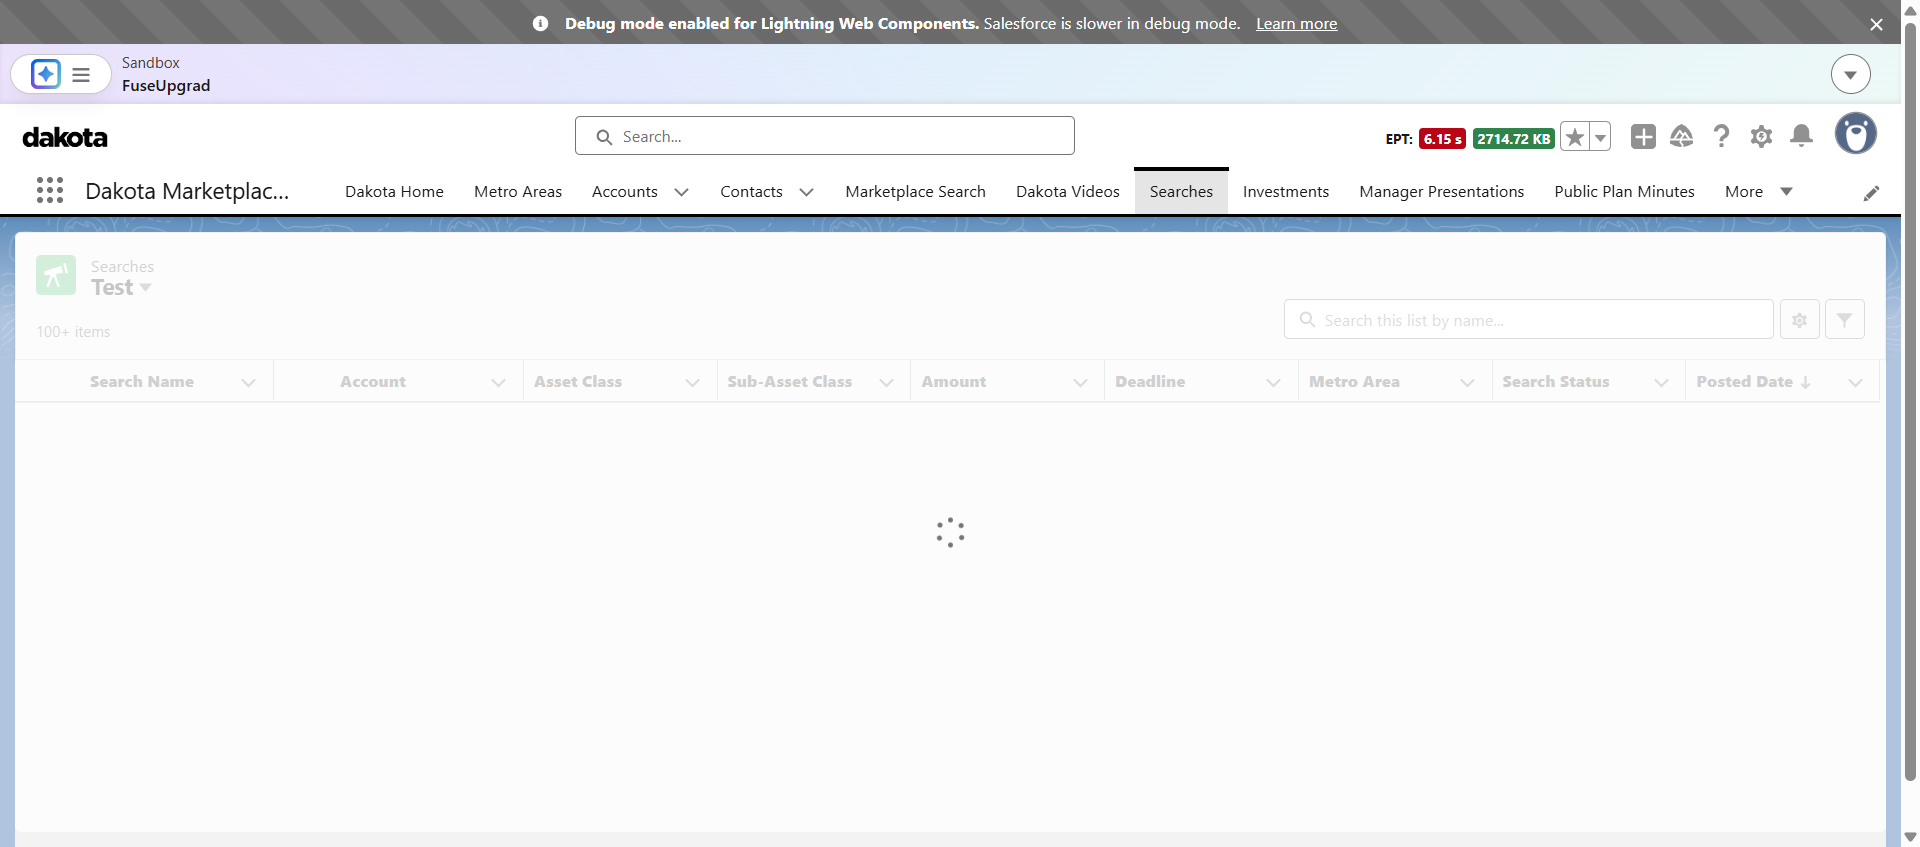 Debug mode enabled for Lightning Web Components. Salesforce is slower in debug mode. Learn more
Sandbox
FuseUpgrad
dakota
Search...
EPT: 6.15 s 2714.72 KB
Dakota Marketplac...
Dakota Home Metro Areas Accounts Contacts Marketplace Search Dakota Videos Searches Investments Manager Presentations Public Plan Minutes More
Searches
Test
100+ items
Search this list by name...
Search Name Account Asset Class Sub-Asset Class Amount Deadline Metro Area Search Status Posted Date